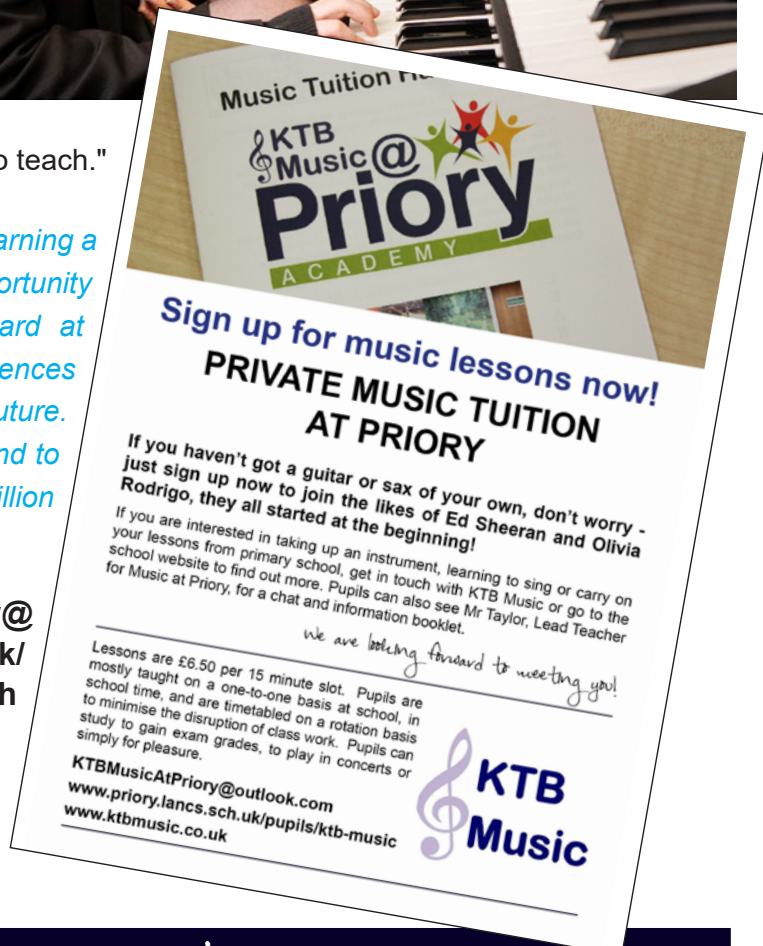 o teach."
arning a
portunity
ard at
ences
uture.
nd to
illion
@
k/
h
Music Tuition
KTB
Music@
Priory
ACADEMY
Sign up for music lessons now!
PRIVATE MUSIC TUITION
AT PRIORY
If you haven't got a guitar or sax of your own, don't worry -
just sign up now to join the likes of Ed Sheeran and Olivia
Rodrigo, they all started at the beginning!
If you are interested in taking up an instrument, learning to sing or carry on
your lessons from primary school, get in touch with KTB Music or go to the
school website to find out more. Pupils can also see Mr Taylor, Lead Teacher
for Music at Priory, for a chat and information booklet.
We are looking forward to meeting you!
Lessons are £6.50 per 15 minute slot. Pupils are
mostly taught on a one-to-one basis at school, in
school time, and are timetabled on a rotation basis
to minimise the disruption of class work. Pupils can
study to gain exam grades, to play in concerts or
simply for pleasure.
KTBMusicAtPriory@outlook.com
www.priory.lancs.sch.uk/pupils/ktb-music
www.ktbmusic.co.uk
KTB
Music